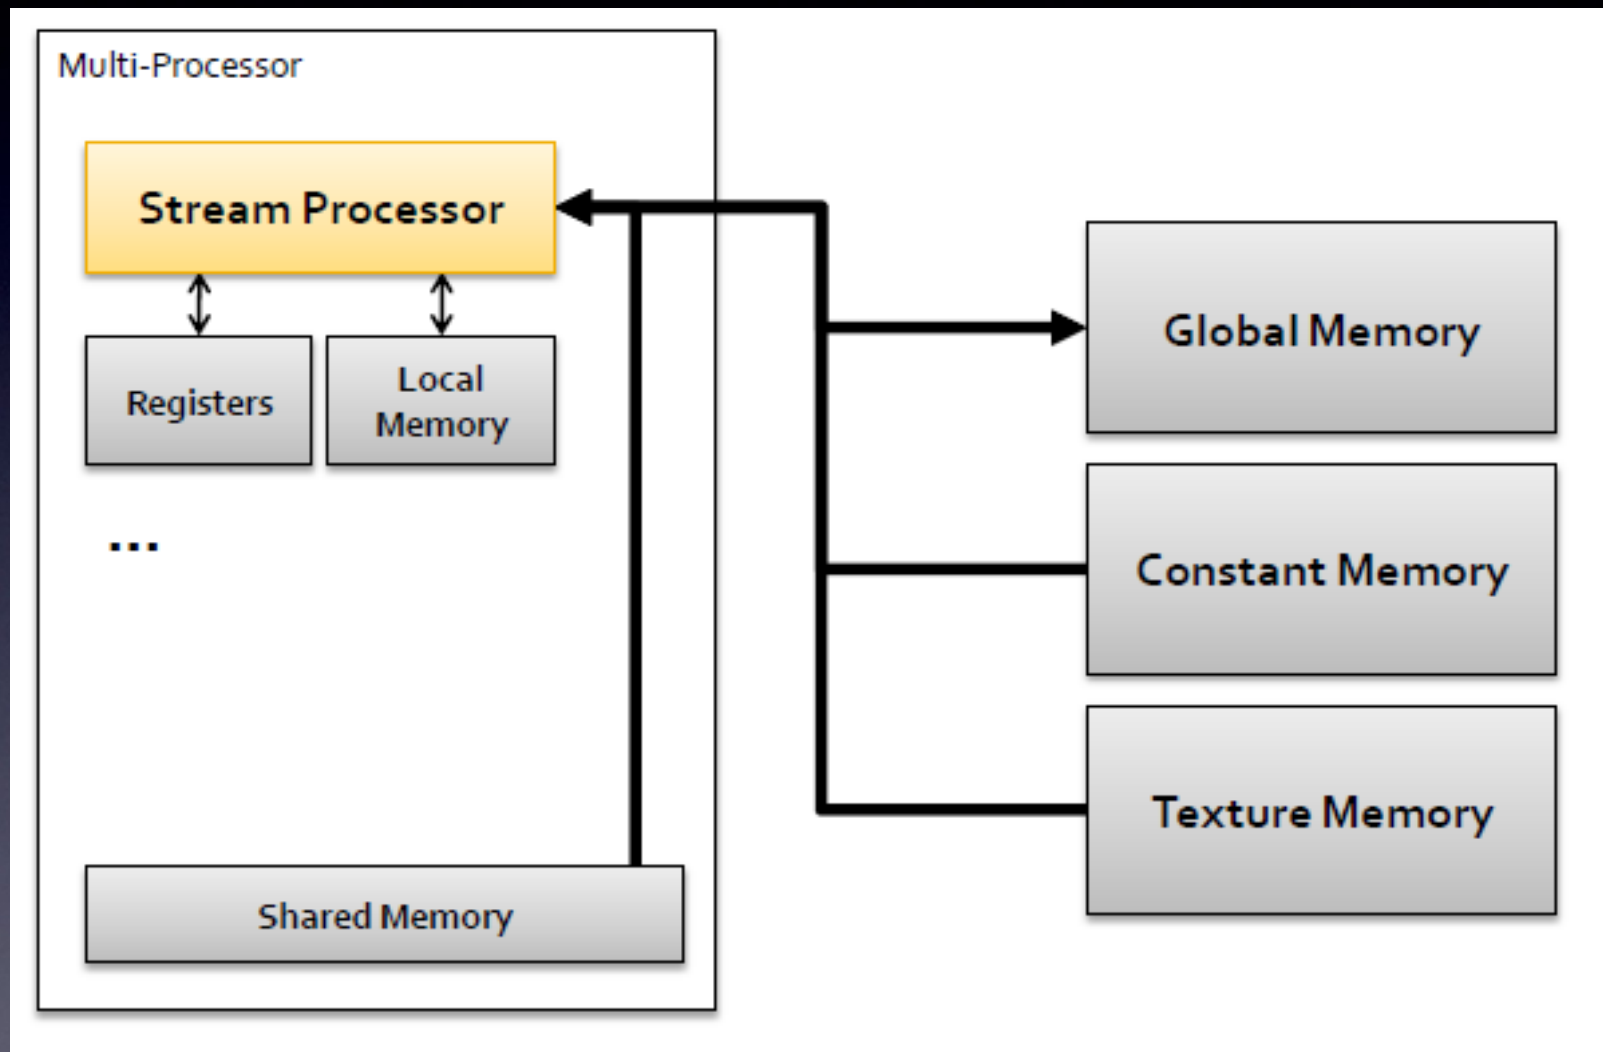 Multi-Processor
Stream Processor
Registers
Local
Memory
...
Shared Memory
Global Memory
Constant Memory
Texture Memory